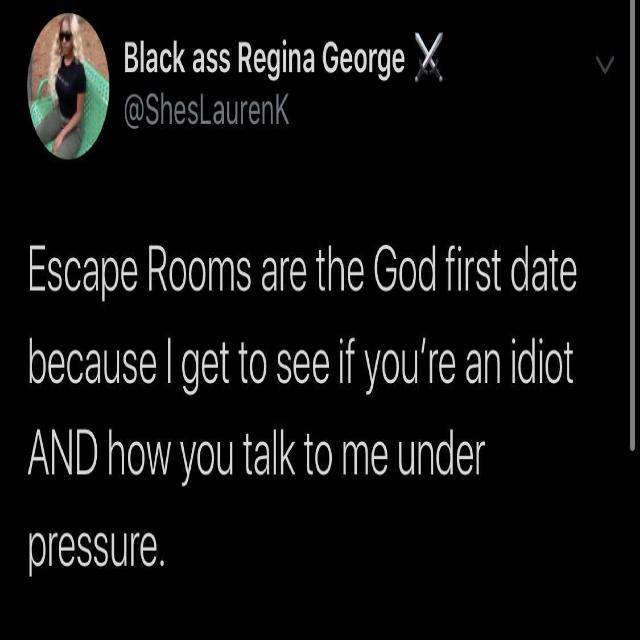 Black ass Regina George ⚔
@ShesLaurenK
Escape Rooms are the God first date
because I get to see if you're an idiot
AND how you talk to me under
pressure.